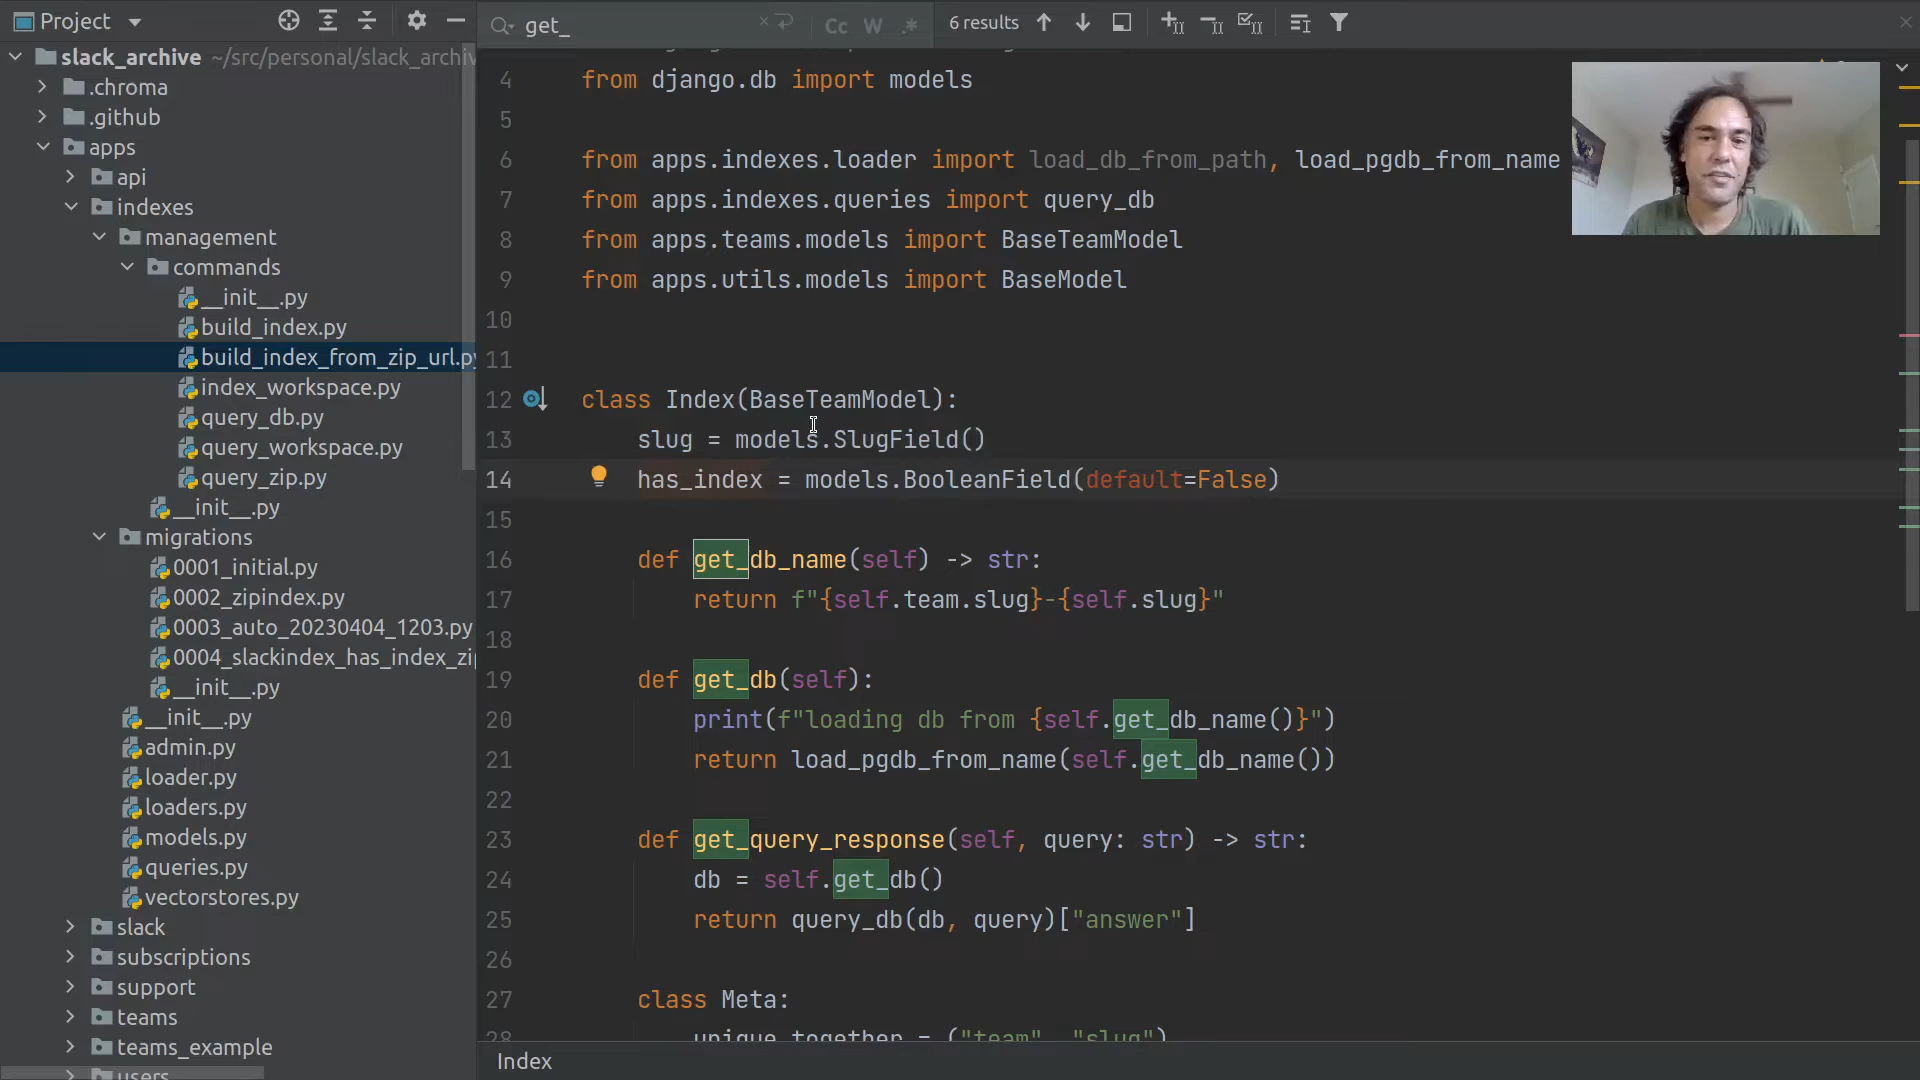 Project
get_
Cc W .*
6 results
slack_archive ~/src/personal/slack_archiv
.chroma
.github
apps
api
indexes
management
commands
__init__.py
build_index.py
build_index_from_zip_url.py
index_workspace.py
query_db.py
query_workspace.py
query_zip.py
__init__.py
migrations
0001_initial.py
0002_zipindex.py
0003_auto_20230404_1203.py
0004_slackindex_has_index_zi
__init__.py
__init__.py
admin.py
loader.py
loaders.py
models.py
queries.py
vectorstores.py
slack
subscriptions
support
teams
teams_example
users
4 from django.db import models
5
6 from apps.indexes.loader import load_db_from_path, load_pgdb_from_name
7 from apps.indexes.queries import query_db
8 from apps.teams.models import BaseTeamModel
9 from apps.utils.models import BaseModel
10
11
12 class Index(BaseTeamModel):
13 slug = models.SlugField()
14 has_index = models.BooleanField(default=False)
15
16 def get_db_name(self) -> str:
17 return f"{self.team.slug}-{self.slug}"
18
19 def get_db(self):
20 print(f"loading db from {self.get_db_name()}")
21 return load_pgdb_from_name(self.get_db_name())
22
23 def get_query_response(self, query: str) -> str:
24 db = self.get_db()
25 return query_db(db, query)["answer"]
26
27 class Meta:
28 unique_together = ("team", "slug")
Index